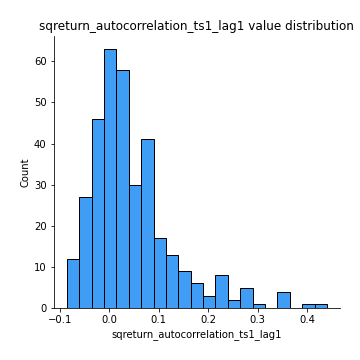 sqreturn_autocorrelation_ts1_lag1 value distribution
60
50
40
30
20
10
0
Count
−0.1 0.0 0.1 0.2 0.3 0.4
sqreturn_autocorrelation_ts1_lag1